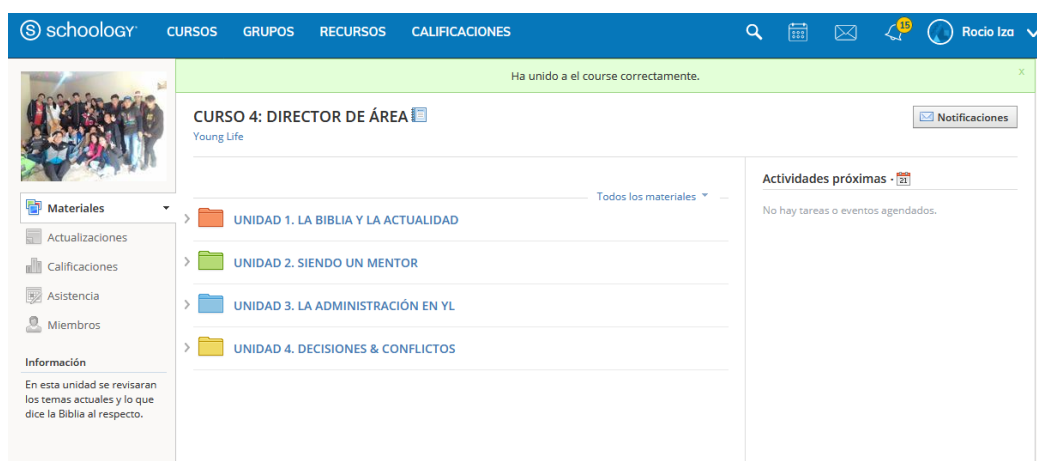 schoology
CURSOS GRUPOS RECURSOS CALIFICACIONES
15
Rocio Iza
Ha unido a el course correctamente.
x
CURSO 4: DIRECTOR DE ÁREA
Young Life
Notificaciones
Materiales
Actualizaciones
Calificaciones
Asistencia
Miembros
Información
En esta unidad se revisaran
los temas actuales y lo que
dice la Biblia al respecto.
Todos los materiales
UNIDAD 1. LA BIBLIA Y LA ACTUALIDAD
UNIDAD 2. SIENDO UN MENTOR
UNIDAD 3. LA ADMINISTRACIÓN EN YL
UNIDAD 4. DECISIONES & CONFLICTOS
Actividades próximas · 21
No hay tareas o eventos agendados.